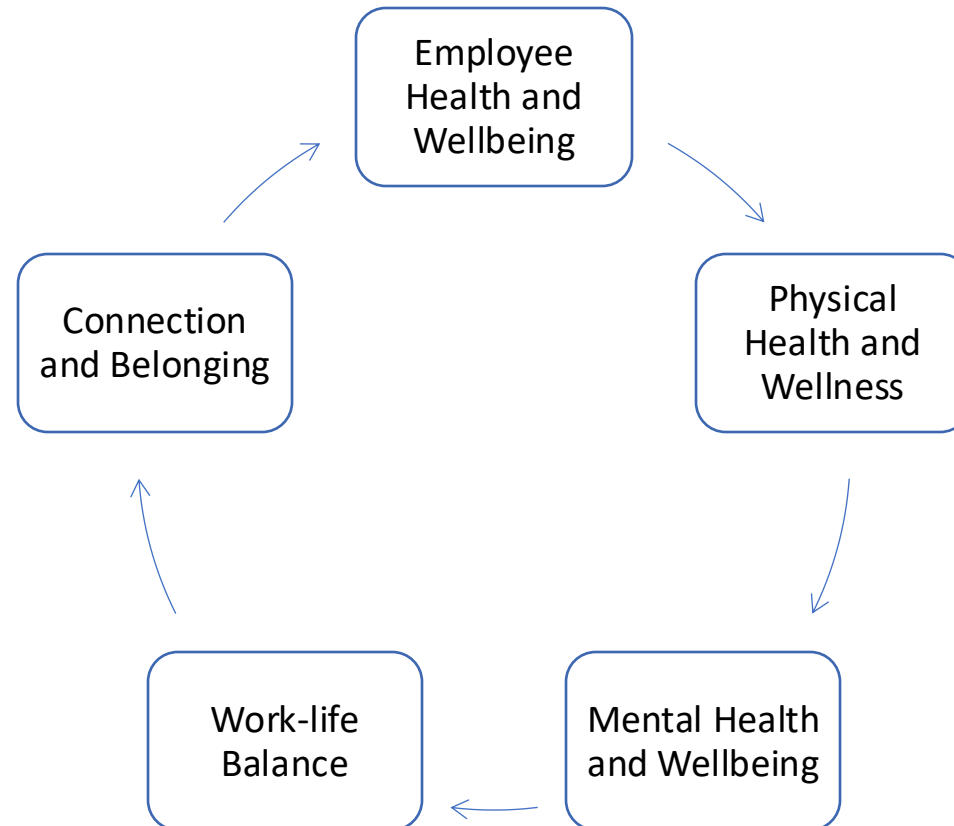 Employee
Health and
Wellbeing
Physical
Health and
Wellness
Mental Health
and Wellbeing
Work-life
Balance
Connection
and Belonging